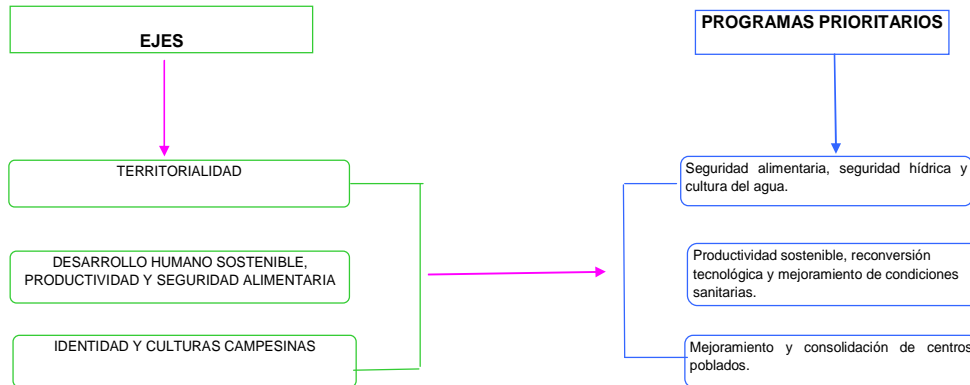 EJES
TERRITORIALIDAD
DESARROLLO HUMANO SOSTENIBLE,
PRODUCTIVIDAD Y SEGURIDAD ALIMENTARIA
IDENTIDAD Y CULTURAS CAMPESINAS
PROGRAMAS PRIORITARIOS
Seguridad alimentaria, seguridad hídrica y
cultura del agua.
Productividad sostenible, reconversión
tecnológica y mejoramiento de condiciones
sanitarias.
Mejoramiento y consolidación de centros
poblados.